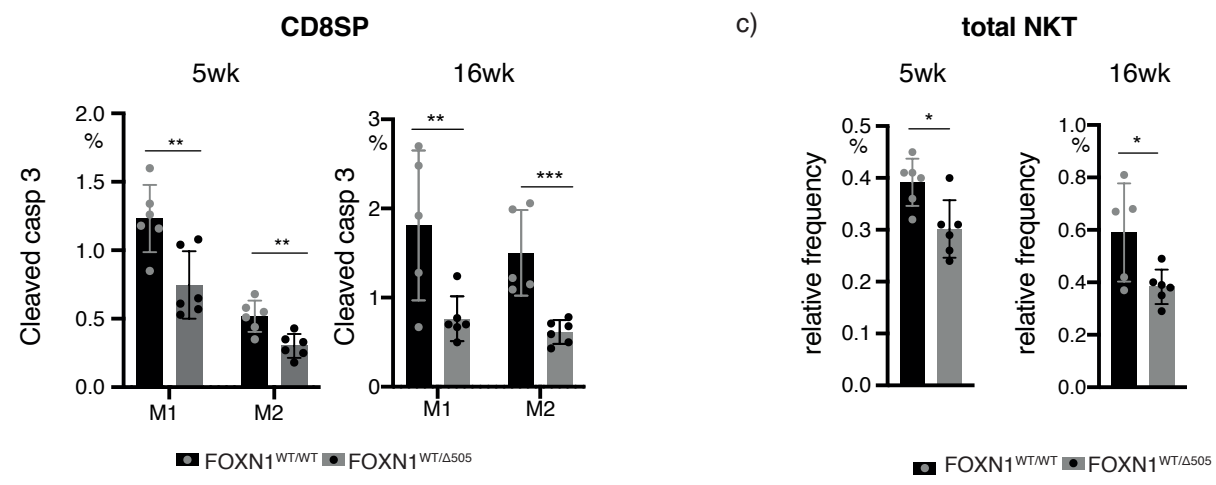 CD8SP
5wk
16wk
Cleaved casp 3
2.0
%
1.5
1.0
0.5
0.0
**
**
M1
M2
Cleaved casp 3
3
%
2
1
0
**
***
M1
M2
FOXN1WT/WT FOXN1WT/Δ505
c)
total NKT
5wk
16wk
relative frequency
0.5
%
0.4
0.3
0.2
0.1
0.0
*
relative frequency
1.0
%
0.8
0.6
0.4
0.2
0.0
*
FOXN1WT/WT FOXN1WT/Δ505